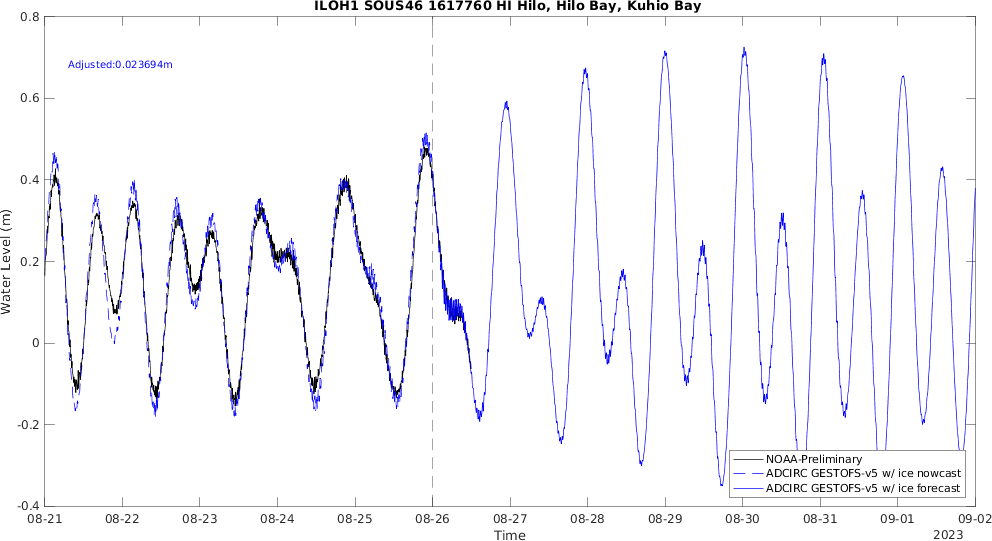 ILOH1 SOUS46 1617760 HI Hilo, Hilo Bay, Kuhio Bay
Adjusted:0.023694m
Water Level (m)
0.8
0.6
0.4
0.2
0
-0.2
-0.4
NOAA-Preliminary
ADCIRC GESTOFS-v5 w/ ice nowcast
ADCIRC GESTOFS-v5 w/ ice forecast
08-21 08-22 08-23 08-24 08-25 08-26 08-27 08-28 08-29 08-30 08-31 09-01 09-02
Time
2023